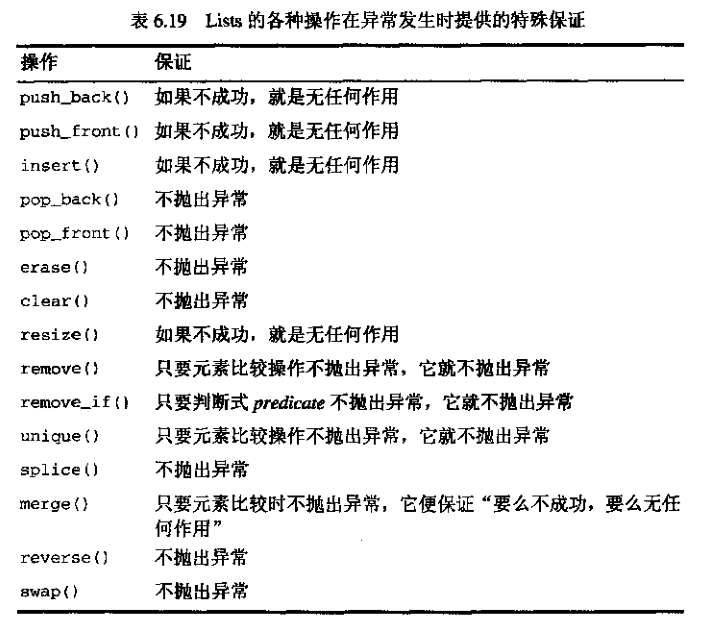 表 6.19 Lists 的各种操作在异常发生时提供的特殊保证
操作 保证
push_back() 如果不成功，就是无任何作用
push_front() 如果不成功，就是无任何作用
insert() 如果不成功，就是无任何作用
pop_back() 不抛出异常
pop_front() 不抛出异常
erase() 不抛出异常
clear() 不抛出异常
resize() 如果不成功，就是无任何作用
remove() 只要元素比较操作不抛出异常，它就不抛出异常
remove_if() 只要判断式 predicate 不抛出异常，它就不抛出异常
unique() 只要元素比较操作不抛出异常，它就不抛出异常
splice() 不抛出异常
merge() 只要元素比较时不抛出异常，它便保证“要么不成功，要么无任
何作用”
reverse() 不抛出异常
swap() 不抛出异常